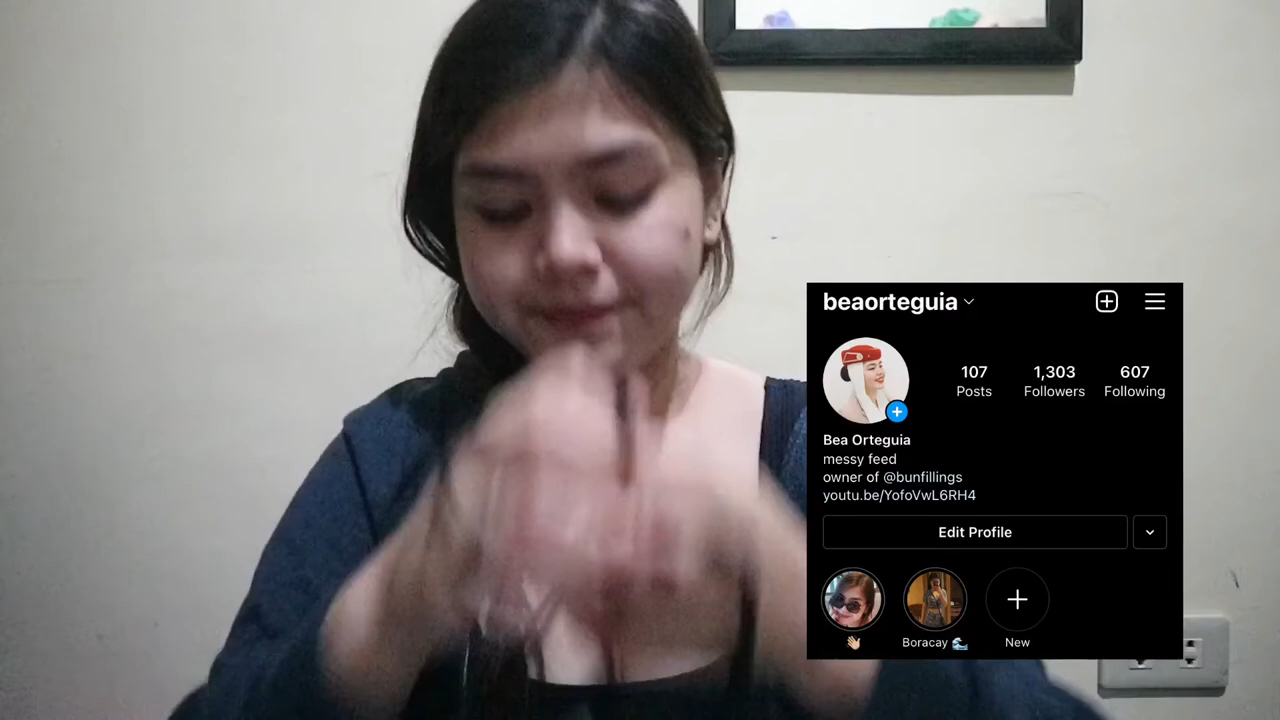 beaorteguia
107 1,303 607
Posts Followers Following
Bea Orteguia
messy feed
owner of @bunfillings
youtu.be/YofoVwL6RH4
Edit Profile
👋🏼 Boracay 🌊 New